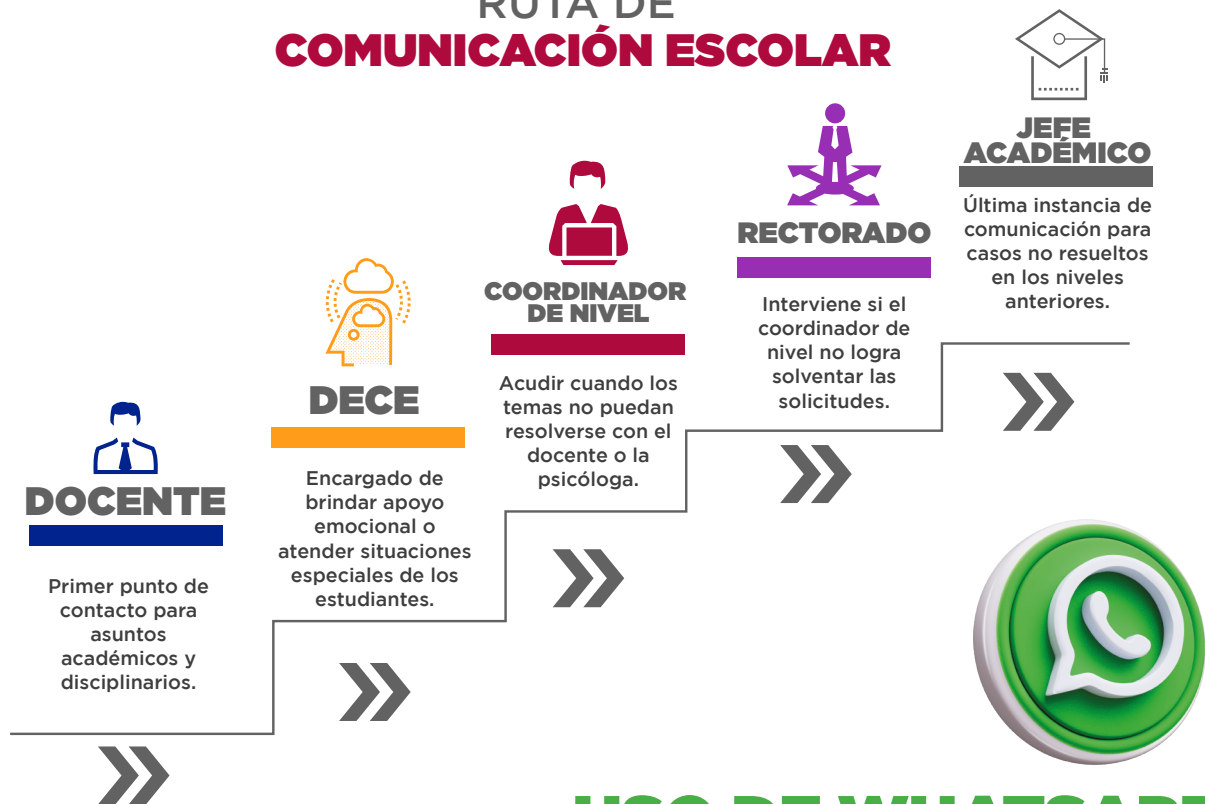 RUTA DE
COMUNICACIÓN ESCOLAR
DOCENTE
Primer punto de
contacto para
asuntos
académicos y
disciplinarios.
DECE
Encargado de
brindar apoyo
emocional o
atender situaciones
especiales de los
estudiantes.
COORDINADOR
DE NIVEL
Acudir cuando los
temas no puedan
resolverse con el
docente o la
psicóloga.
RECTORADO
Interviene si el
coordinador de
nivel no logra
solventar las
solicitudes.
JEFE
ACADÉMICO
Última instancia de
comunicación para
casos no resueltos
en los niveles
anteriores.
USO DE WHATSAPP